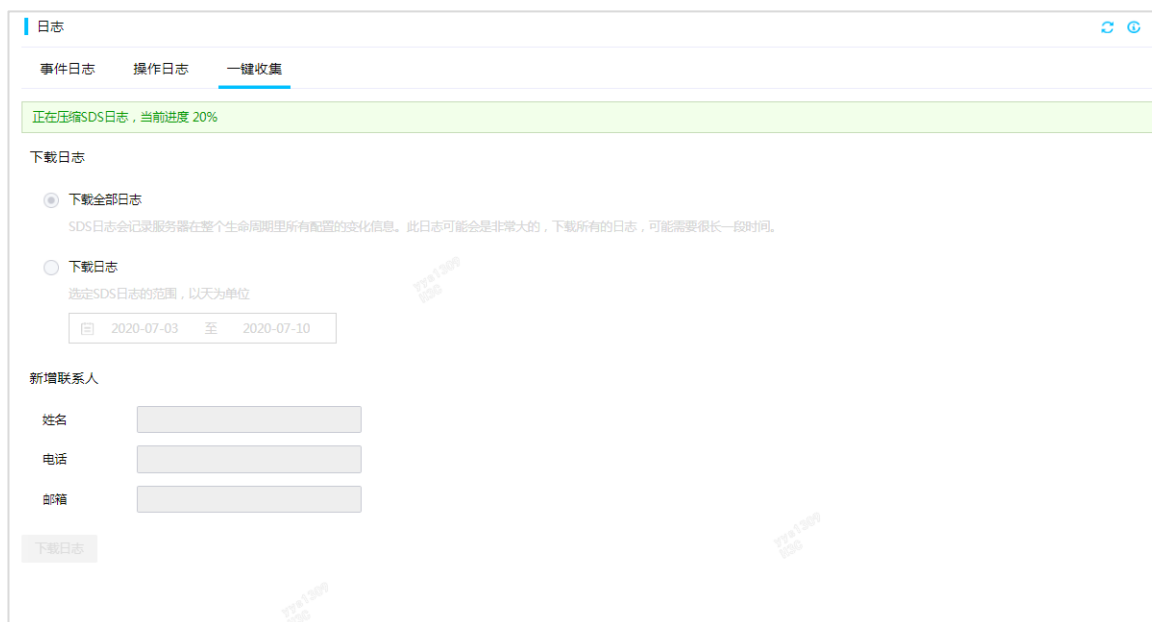 日志
事件日志 操作日志 一键收集
正在压缩SDS日志，当前进度 20%
下载日志
下载全部日志
SDS日志会记录服务器在整个生命周期里所有配置的变化信息。此日志可能会是非常大的，下载所有的日志，可能需要很长一段时间。
下载日志
选定SDS日志的范围，以天为单位
2020-07-03 至 2020-07-10
新增联系人
姓名
电话
邮箱
下载日志